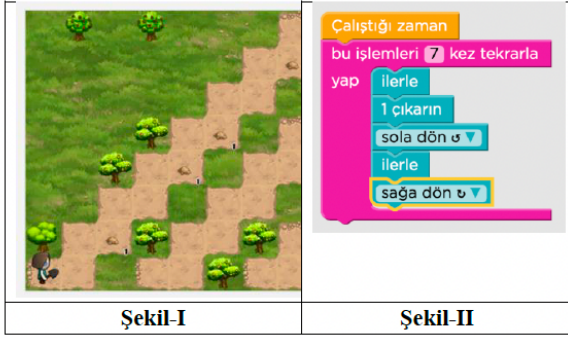 Çalıştığı zaman
bu işlemleri 7 kez tekrarla
yap ilerle
1 çıkarın
sola dön ↺ ▼
ilerle
sağa dön ↻ ▼
Şekil-I Şekil-II